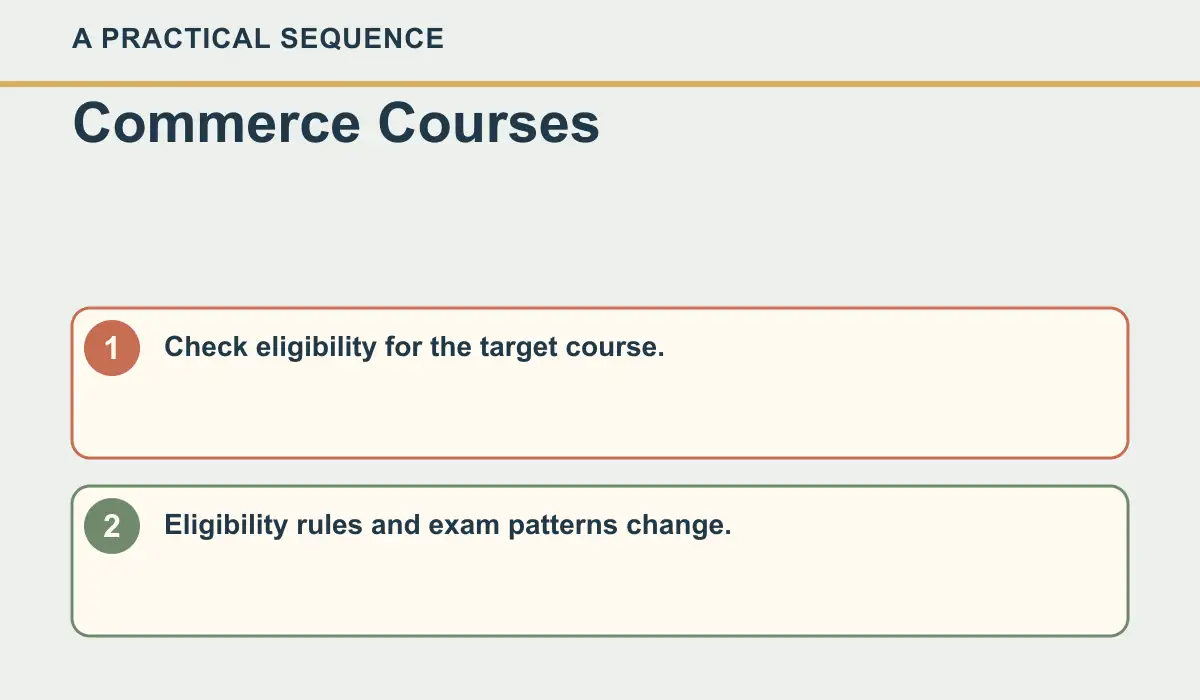 A PRACTICAL SEQUENCE
Commerce Courses
1
Check eligibility for the target course.
2
Eligibility rules and exam patterns change.